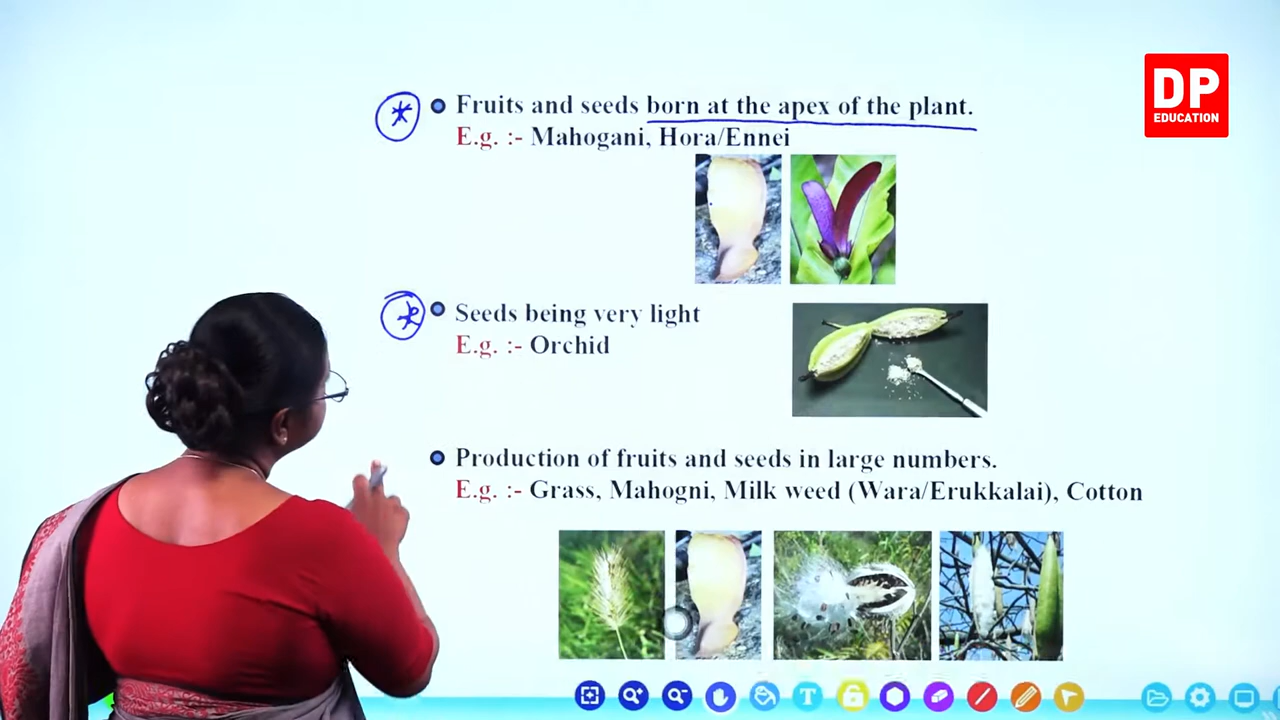 DP
EDUCATION
Fruits and seeds born at the apex of the plant.
E.g. :- Mahogani, Hora/Ennei
Seeds being very light
E.g. :- Orchid
Production of fruits and seeds in large numbers.
E.g. :- Grass, Mahogni, Milk weed (Wara/Erukkalai), Cotton
T